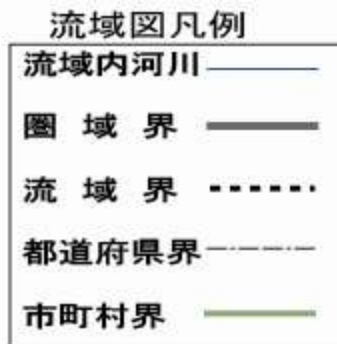 流域図凡例
流域内河川
圏域界
流域界
都道府県界
市町村界